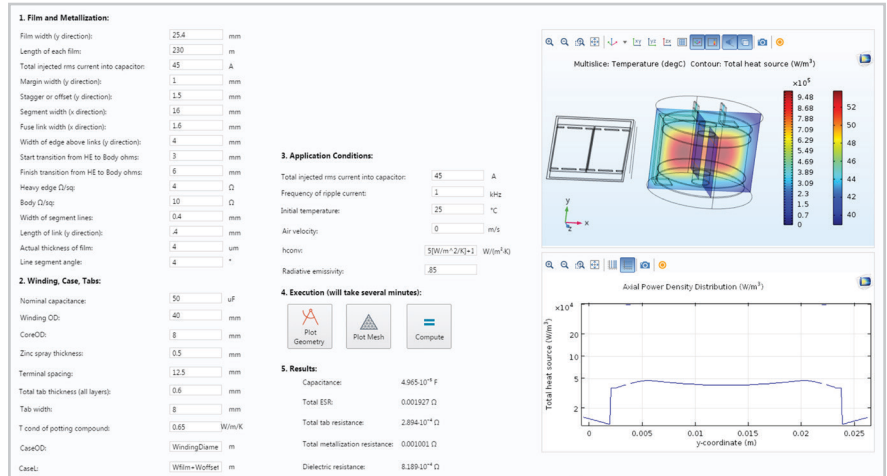 1. Film and Metallization:
Film width (y direction): 25.4 mm
Length of each film: 230 m
Total injected rms current into capacitor: 45 A
Margin width (y direction): 1 mm
Stagger or offset (y direction): 1.5 mm
Segment width (x direction): 16 mm
Fuse link width (x direction): 1.6 mm
Width of edge above links (y direction): 4 mm
Start transition from HE to Body ohms: 3 mm
Finish transition from HE to Body ohms: 6 mm
Heavy edge Ω/sq: 4 Ω
Body Ω/sq: 10 Ω
Width of segment lines: 0.4 mm
Length of link (y direction): .4 mm
Actual thickness of film: 4 um
Line segment angle: 4 °
2. Winding, Case, Tabs:
Nominal capacitance: 50 uF
Winding OD: 40 mm
CoreOD: 8 mm
Zinc spray thickness: 0.5 mm
Terminal spacing: 12.5 mm
Total tab thickness (all layers): 0.6 mm
Tab width: 8 mm
T cond of potting compound: 0.65 W/m/K
CaseOD: WindingDiame m
CaseL: Wfilm+Woffset m
3. Application Conditions:
Total injected rms current into capacitor: 45 A
Frequency of ripple current: 1 kHz
Initial temperature: 25 °C
Air velocity: 0 m/s
hconv: 5[W/m^2/K]+1 W/(m²·K)
Radiative emissivity: .85
4. Execution (will take several minutes):
Plot Geometry
Plot Mesh
Compute
5. Results:
Capacitance: 4.965·10⁻⁵ F
Total ESR: 0.001927 Ω
Total tab resistance: 2.894·10⁻⁴ Ω
Total metallization resistance: 0.001001 Ω
Dielectric resistance: 8.189·10⁻⁴ Ω
Multislice: Temperature (degC) Contour: Total heat source (W/m³)
×10⁵
9.48
8.68
7.88
7.09
6.29
5.49
4.69
3.89
3.09
2.3
1.5
0.7
0
52
50
48
46
44
42
40
y
z
x
Axial Power Density Distribution (W/m³)
×10⁴
Total heat source (W/m³)
20
10
5
2
0 0.005 0.01 0.015 0.02 0.025
y-coordinate (m)